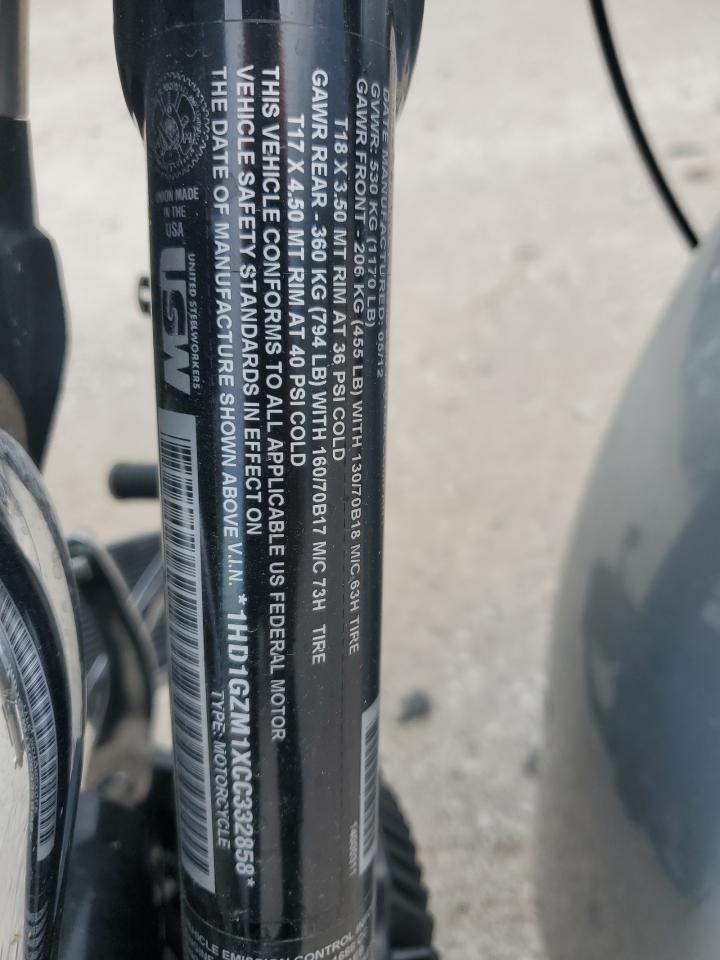 DATE MANUFACTURED: 05/12
GVWR: 530 KG (1170 LB)
GAWR FRONT - 206 KG (455 LB) WITH 130/70B18 M/C 63H TIRE
T18 X 3.50 MT RIM AT 36 PSI COLD
GAWR REAR - 360 KG (794 LB) WITH 160/70B17 M/C 73H TIRE
T17 X 4.50 MT RIM AT 40 PSI COLD
THIS VEHICLE CONFORMS TO ALL APPLICABLE US FEDERAL MOTOR
VEHICLE SAFETY STANDARDS IN EFFECT ON
THE DATE OF MANUFACTURE SHOWN ABOVE V.I.N. *1HD1GZM1XCC332858*
TYPE: MOTORCYCLE
UNION MADE
IN THE
USA
USW
UNITED STEELWORKERS
VEHICLE EMISSION CONTROL